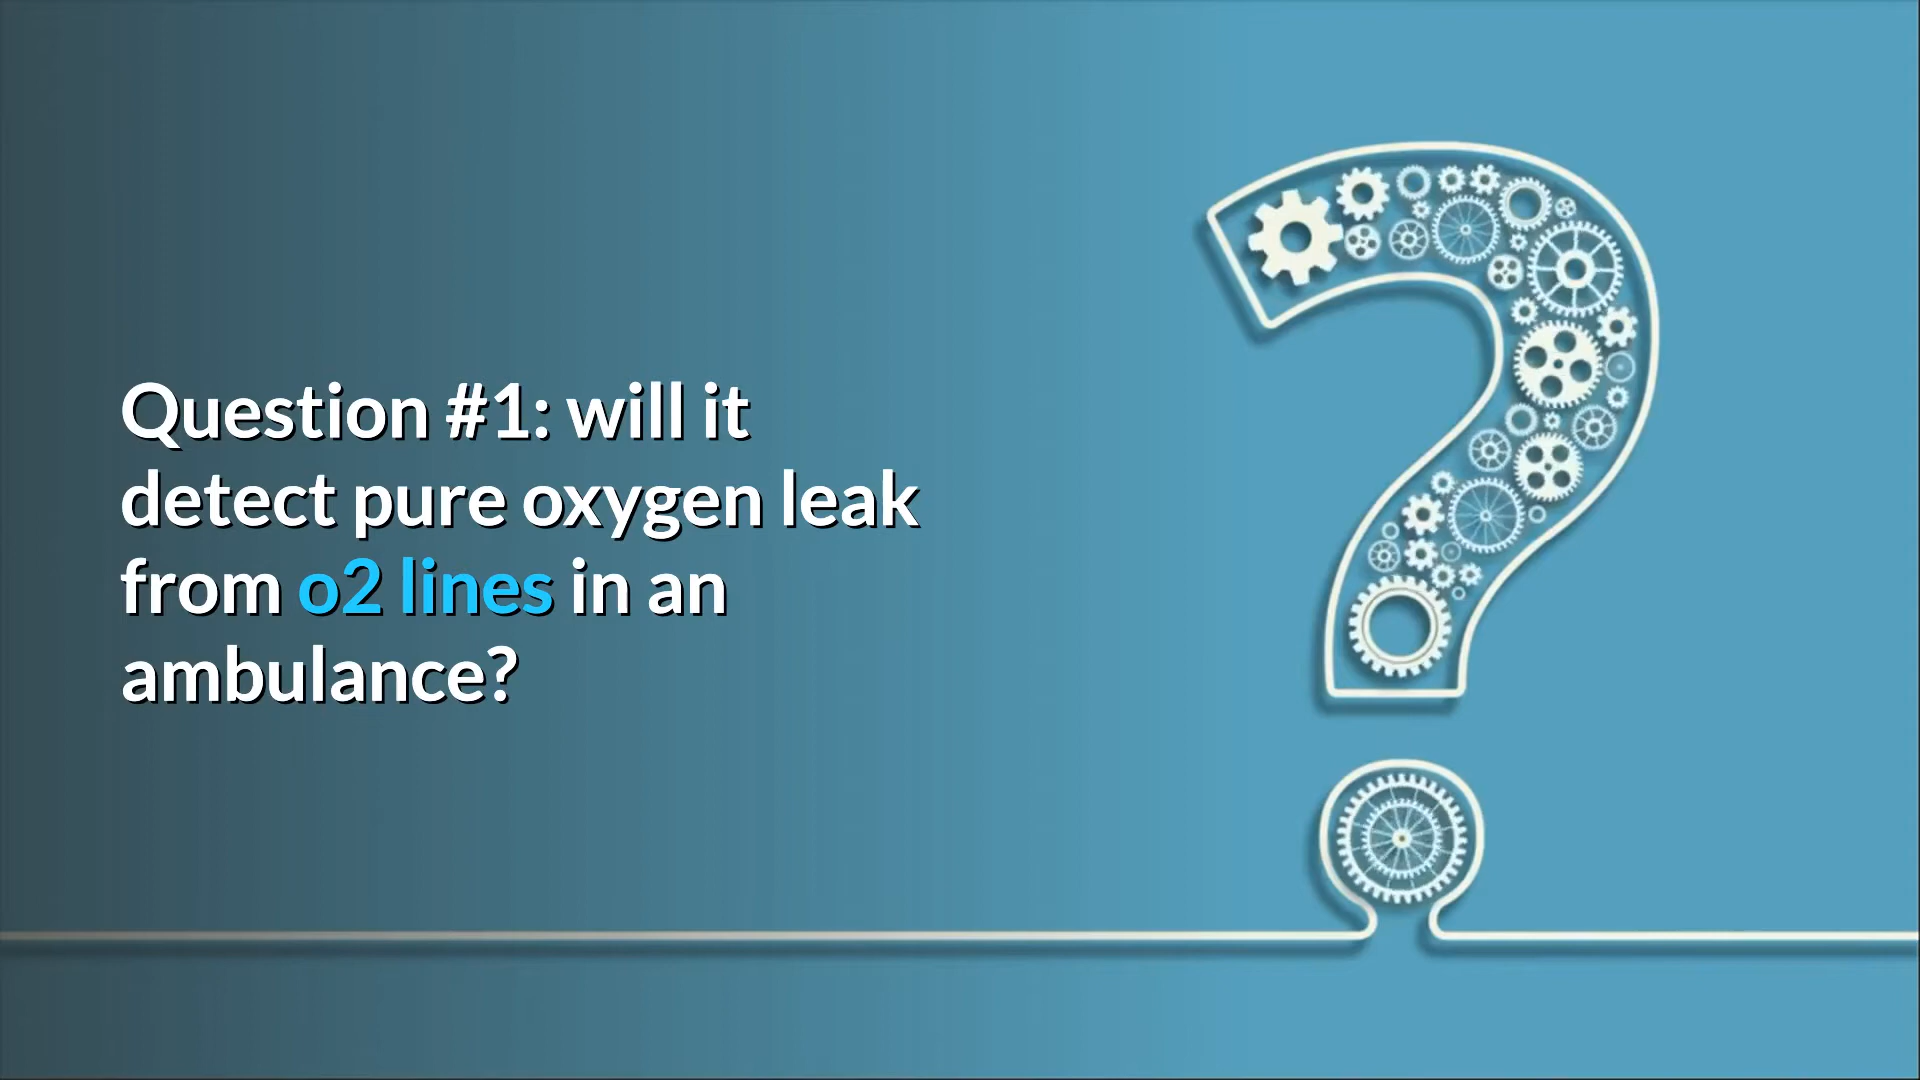 Question #1: will it
detect pure oxygen leak
from o2 lines in an
ambulance?